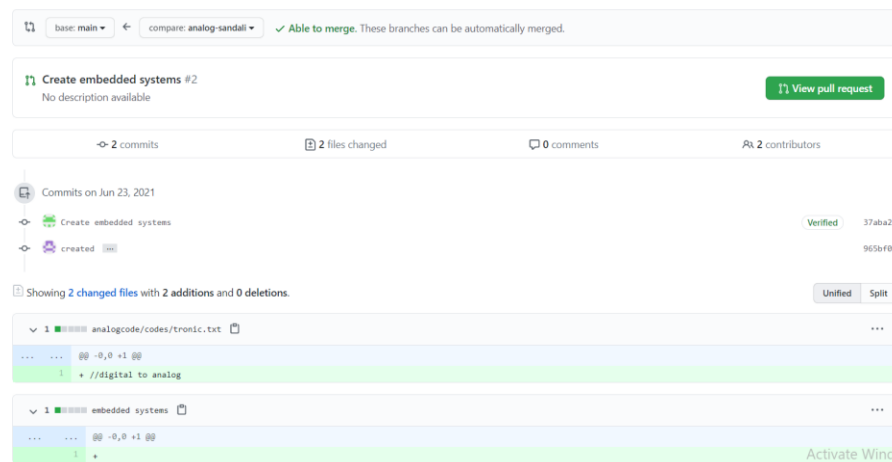 base: main ▾ ← compare: analog-sandali ▾ ✓ Able to merge. These branches can be automatically merged.
Create embedded systems #2
No description available
View pull request
2 commits 2 files changed 0 comments 2 contributors
Commits on Jun 23, 2021
Create embedded systems Verified 37aba2
created ... 965bf0
Showing 2 changed files with 2 additions and 0 deletions.
Unified Split
1 analogcode/codes/tronic.txt ...
... ... @@ -0,0 +1 @@
1 + //digital to analog
1 embedded systems ...
... ... @@ -0,0 +1 @@
1 +
Activate Winc